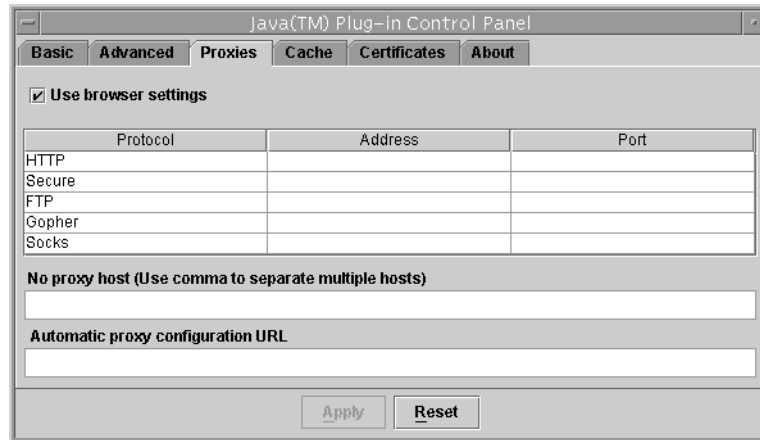 Java(TM) Plug-in Control Panel
Basic Advanced Proxies Cache Certificates About
Use browser settings
Protocol Address Port
HTTP
Secure
FTP
Gopher
Socks
No proxy host (Use comma to separate multiple hosts)
Automatic proxy configuration URL
Apply Reset